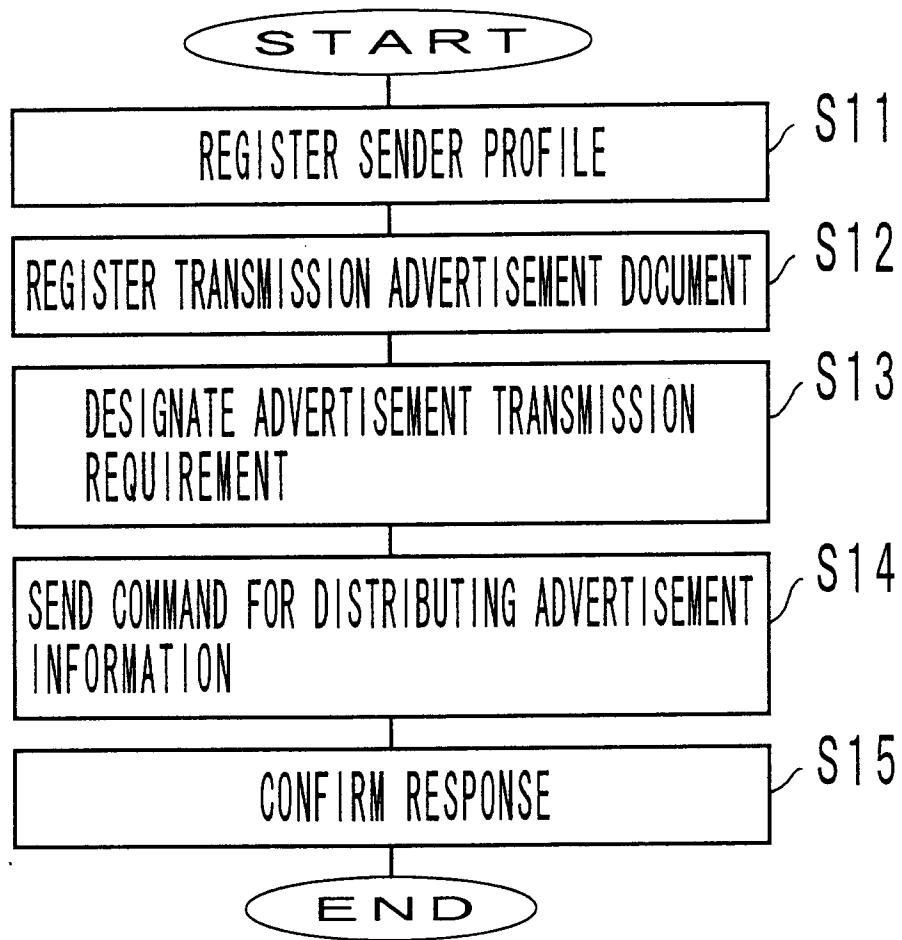 START
REGISTER SENDER PROFILE
S11
REGISTER TRANSMISSION ADVERTISEMENT DOCUMENT
S12
DESIGNATE ADVERTISEMENT TRANSMISSION
REQUIREMENT
S13
SEND COMMAND FOR DISTRIBUTING ADVERTISEMENT
INFORMATION
S14
CONFIRM RESPONSE
S15
END